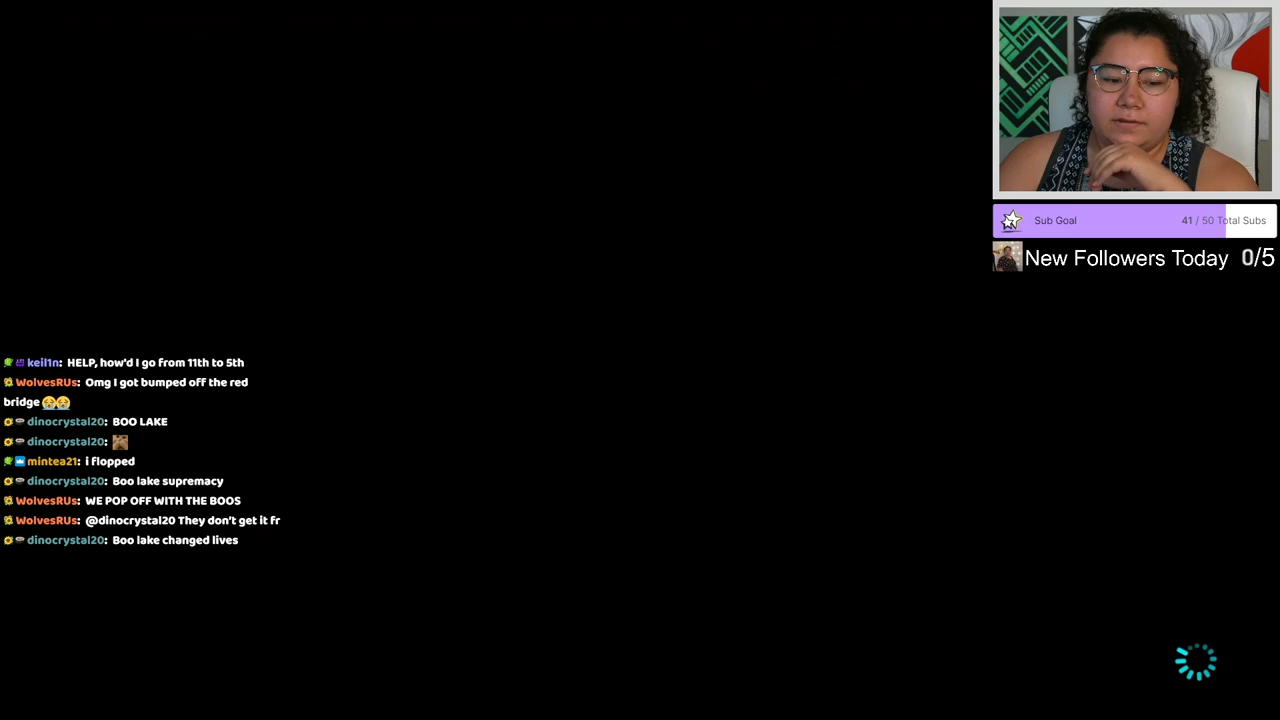 Sub Goal 41 / 50 Total Subs
New Followers Today 0/5
keil1n: HELP, how'd I go from 11th to 5th
WolvesRUs: Omg I got bumped off the red
bridge 😭😭
dinocrystal20: BOO LAKE
dinocrystal20:
mintea21: i flopped
dinocrystal20: Boo lake supremacy
WolvesRUs: WE POP OFF WITH THE BOOS
WolvesRUs: @dinocrystal20 They don't get it fr
dinocrystal20: Boo lake changed lives